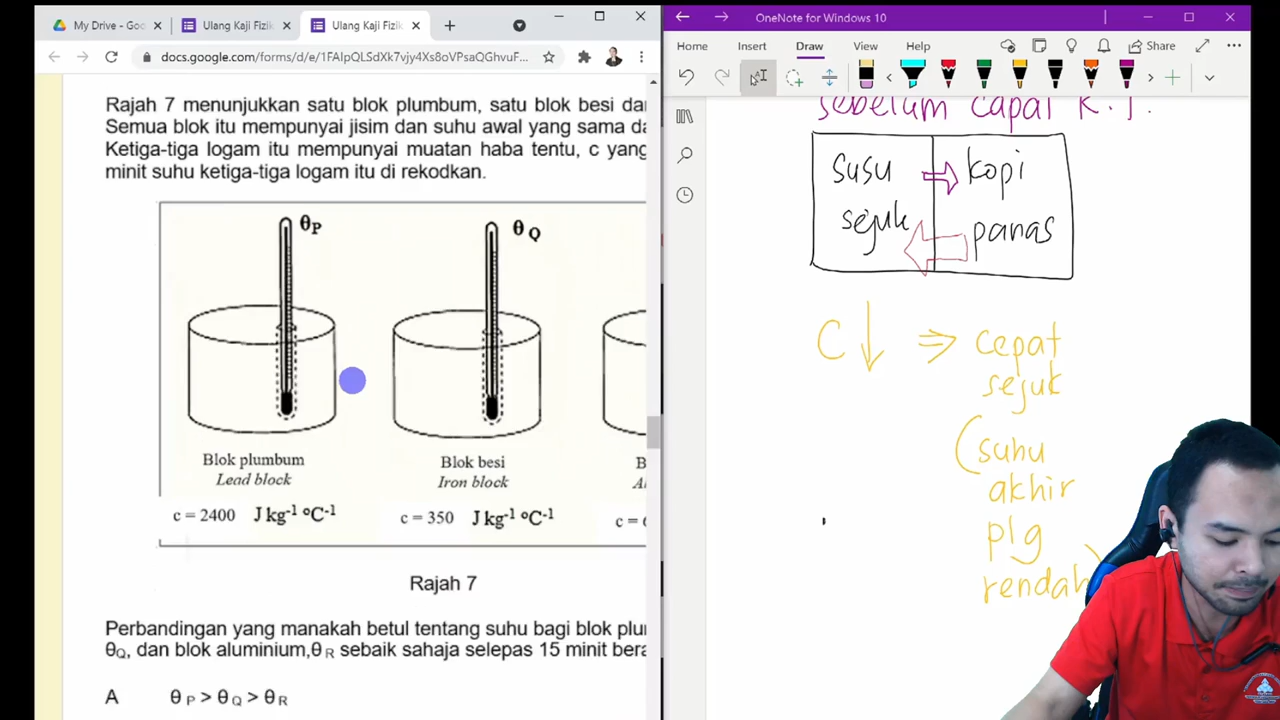 My Drive - Goo
Ulang Kaji Fizik
Ulang Kaji Fizik
docs.google.com/forms/d/e/1FAIpQLSdXk7vjy4Xs8oVPsaQGhvuF...
Rajah 7 menunjukkan satu blok plumbum, satu blok besi da
Semua blok itu mempunyai jisim dan suhu awal yang sama da
Ketiga-tiga logam itu mempunyai muatan haba tentu, c yang
minit suhu ketiga-tiga logam itu di rekodkan.
θP
θQ
Blok plumbum
Lead block
c = 2400 J kg⁻¹ °C⁻¹
Blok besi
Iron block
c = 350 J kg⁻¹ °C⁻¹
B
c =
Rajah 7
Perbandingan yang manakah betul tentang suhu bagi blok plu
θQ, dan blok aluminium,θR sebaik sahaja selepas 15 minit bera
A θP > θQ > θR
OneNote for Windows 10
Home Insert Draw View Help Share
sebelum capai K.T.
susu ⇒ kopi
sejuk ⇐ panas
C ↓ ⇒ cepat
sejuk
(suhu
akhir
plg
rendah)